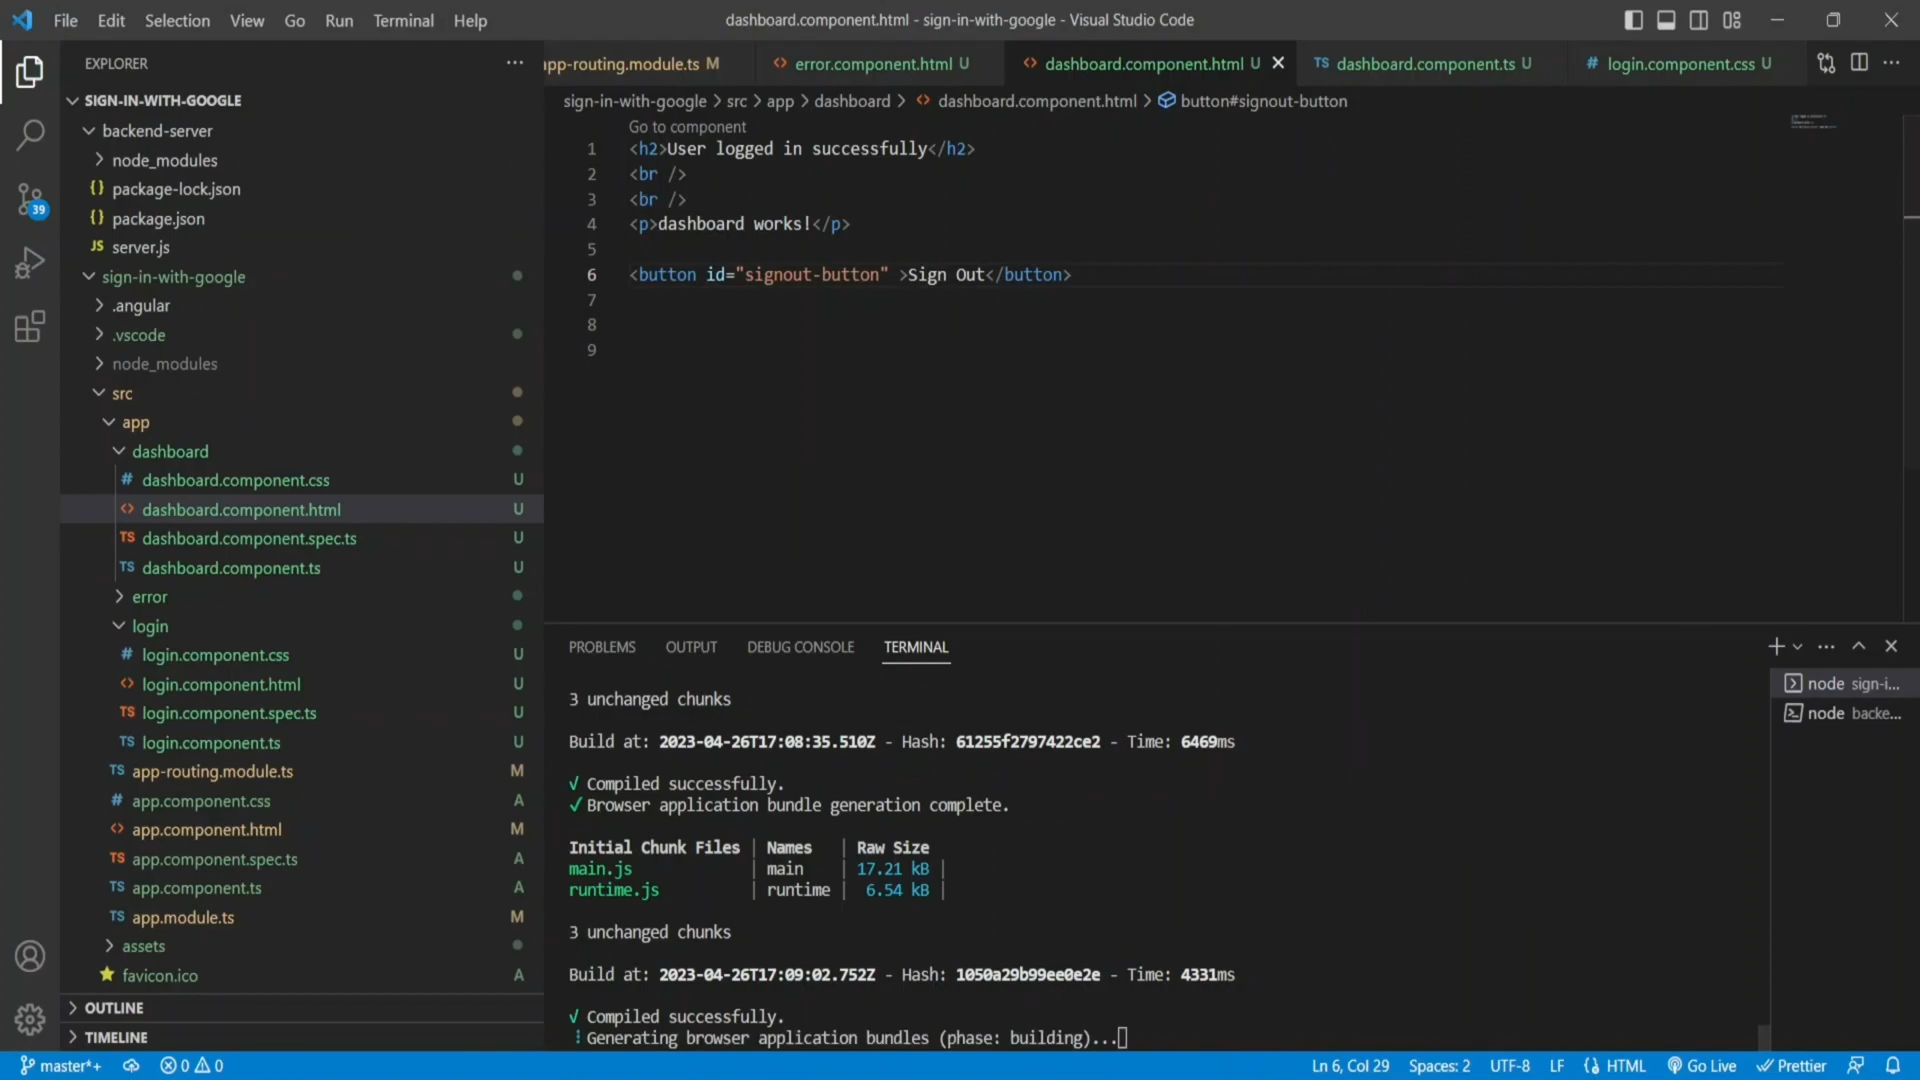 File Edit Selection View Go Run Terminal Help
dashboard.component.html - sign-in-with-google - Visual Studio Code
EXPLORER
SIGN-IN-WITH-GOOGLE
backend-server
node_modules
{} package-lock.json
{} package.json
JS server.js
sign-in-with-google
.angular
.vscode
node_modules
src
app
dashboard
# dashboard.component.css U
<> dashboard.component.html U
TS dashboard.component.spec.ts U
TS dashboard.component.ts U
error
login
# login.component.css U
<> login.component.html U
TS login.component.spec.ts U
TS login.component.ts U
TS app-routing.module.ts M
# app.component.css A
<> app.component.html M
TS app.component.spec.ts A
TS app.component.ts A
TS app.module.ts M
assets
favicon.ico A
OUTLINE
TIMELINE
39
app-routing.module.ts M
<> error.component.html U
<> dashboard.component.html U
TS dashboard.component.ts U
# login.component.css U
sign-in-with-google > src > app > dashboard > <> dashboard.component.html > button#signout-button
Go to component
1 <h2>User logged in successfully</h2>
2 <br />
3 <br />
4 <p>dashboard works!</p>
5
6 <button id="signout-button" >Sign Out</button>
7
8
9
PROBLEMS OUTPUT DEBUG CONSOLE TERMINAL
3 unchanged chunks
Build at: 2023-04-26T17:08:35.510Z - Hash: 61255f2797422ce2 - Time: 6469ms
√ Compiled successfully.
✓ Browser application bundle generation complete.
Initial Chunk Files | Names | Raw Size
main.js | main | 17.21 kB |
runtime.js | runtime | 6.54 kB |
3 unchanged chunks
Build at: 2023-04-26T17:09:02.752Z - Hash: 1050a29b99ee0e2e - Time: 4331ms
√ Compiled successfully.
Generating browser application bundles (phase: building)...
node sign-i...
node backe...
master*+ 0 0 Ln 6, Col 29 Spaces: 2 UTF-8 LF {} HTML Go Live Prettier